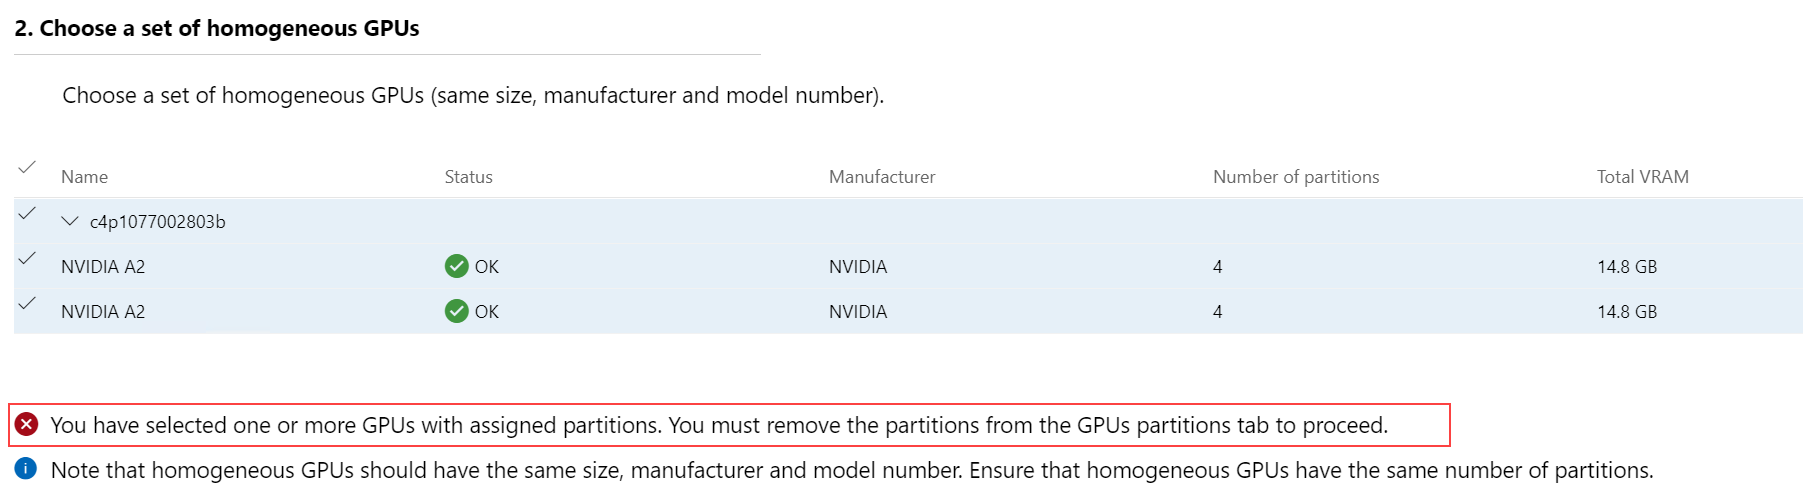 2. Choose a set of homogeneous GPUs
Choose a set of homogeneous GPUs (same size, manufacturer and model number).
Name Status Manufacturer Number of partitions Total VRAM
c4p1077002803b
NVIDIA A2 OK NVIDIA 4 14.8 GB
NVIDIA A2 OK NVIDIA 4 14.8 GB
You have selected one or more GPUs with assigned partitions. You must remove the partitions from the GPUs partitions tab to proceed.
Note that homogeneous GPUs should have the same size, manufacturer and model number. Ensure that homogeneous GPUs have the same number of partitions.